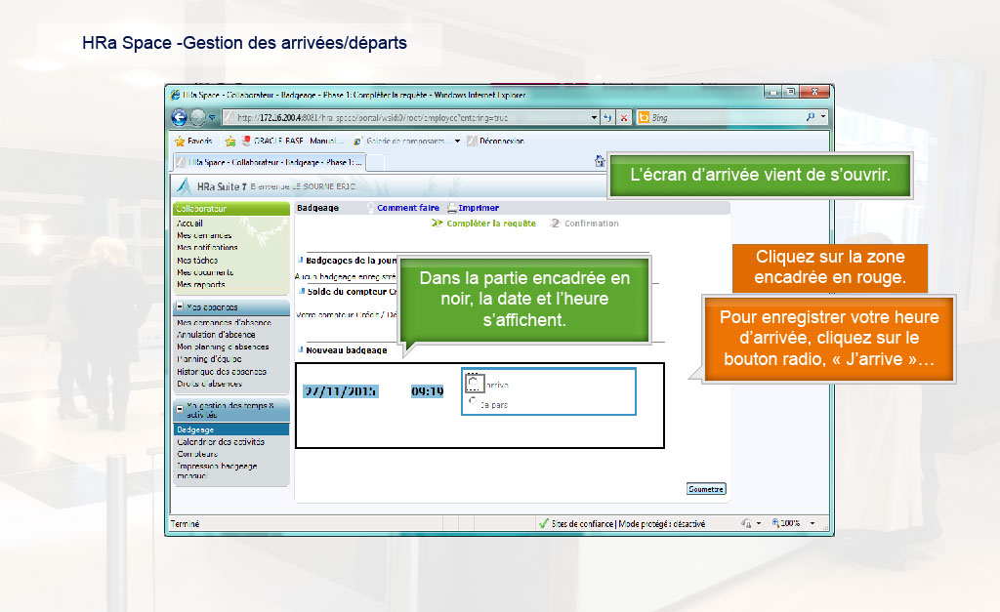 HRa Space -Gestion des arrivées/départs
HRa Space - Collaborateur - Badgeage - Phase 1: Compléter la requête - Windows Internet Explorer
http://172.16.200.4:8081/hra-space/portal/wsid:0/root/employee?entering=true
Bing
Favoris
ORACLE BASE Manual...
Galerie de composants...
Déconnexion
HRa Space - Collaborateur - Badgeage - Phase 1: ...
L'écran d'arrivée vient de s'ouvrir.
HRa Suite 7 Bienvenue LE SOURNE ERIC
Collaborateur
Accueil
Mes demandes
Mes notifications
Mes tâches
Mes documents
Mes rapports
Mes absences
Mes demandes d'absence
Annulation d'absence
Mon planning d'absences
Planning d'équipe
Historique des absences
Droits d'absences
Ma gestion des temps &
activités
Badgeage
Calendrier des activités
Compteurs
Impression badgeage
mensuel
Badgeage Comment faire Imprimer
Compléter la requête 2 Confirmation
Badgeages de la jour
Aucun badgeage enregistré
Solde du compteur Cr
Votre compteur Crédit / Dé
Dans la partie encadrée en
noir, la date et l'heure
s'affichent.
Cliquez sur la zone
encadrée en rouge.
Pour enregistrer votre heure
d'arrivée, cliquez sur le
bouton radio, « J'arrive »...
Nouveau badgeage
27/11/2015 09:19
arrive
Je pars
Soumettre
Terminé
Sites de confiance | Mode protégé : désactivé
100%